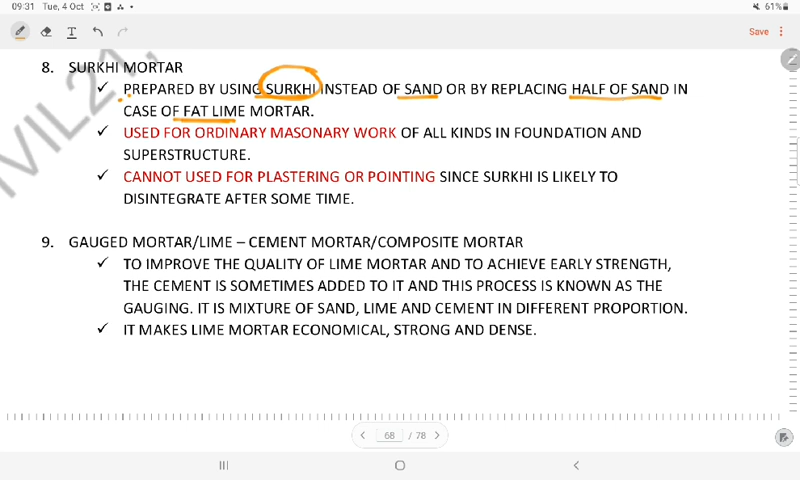 09:31 Tue, 4 Oct
61%
T
Save
8. SURKHI MORTAR
✓ PREPARED BY USING SURKHI INSTEAD OF SAND OR BY REPLACING HALF OF SAND IN
CASE OF FAT LIME MORTAR.
✓ USED FOR ORDINARY MASONARY WORK OF ALL KINDS IN FOUNDATION AND
SUPERSTRUCTURE.
✓ CANNOT USED FOR PLASTERING OR POINTING SINCE SURKHI IS LIKELY TO
DISINTEGRATE AFTER SOME TIME.
9. GAUGED MORTAR/LIME – CEMENT MORTAR/COMPOSITE MORTAR
✓ TO IMPROVE THE QUALITY OF LIME MORTAR AND TO ACHIEVE EARLY STRENGTH,
THE CEMENT IS SOMETIMES ADDED TO IT AND THIS PROCESS IS KNOWN AS THE
GAUGING. IT IS MIXTURE OF SAND, LIME AND CEMENT IN DIFFERENT PROPORTION.
✓ IT MAKES LIME MORTAR ECONOMICAL, STRONG AND DENSE.
VIL21,
68 / 78